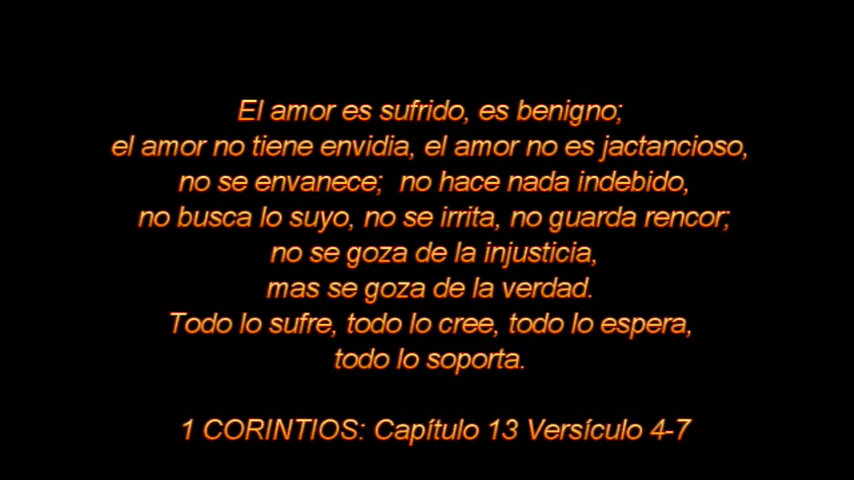 El amor es sufrido, es benigno;
el amor no tiene envidia, el amor no es jactancioso,
no se envanece;  no hace nada indebido,
no busca lo suyo, no se irrita, no guarda rencor;
no se goza de la injusticia,
mas se goza de la verdad.
Todo lo sufre, todo lo cree, todo lo espera,
todo lo soporta.
1 CORINTIOS: Capítulo 13 Versículo 4-7